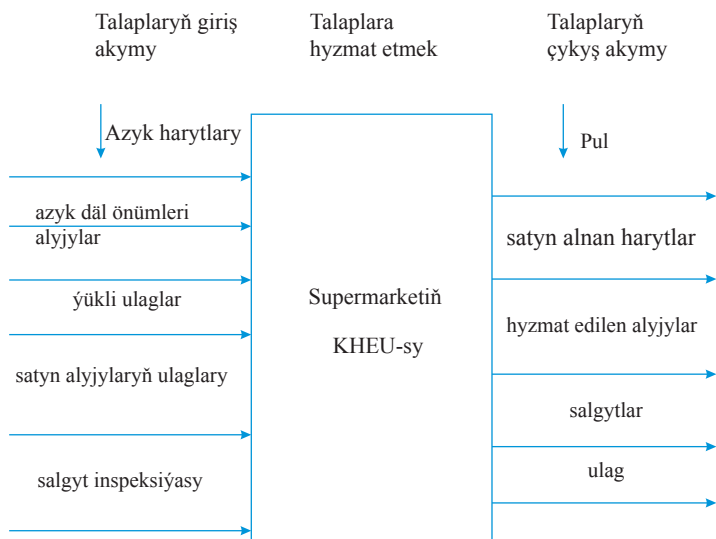 Talaplaryň giriş
akymy
Talaplara
hyzmat etmek
Talaplaryň
çykyş akymy
Azyk harytlary
azyk däl önümleri
alyjylar
ýükli ulaglar
satyn alyjylaryň ulaglary
salgyt inspeksiýasy
Supermarketiň
KHEU-sy
Pul
satyn alnan harytlar
hyzmat edilen alyjylar
salgytlar
ulag